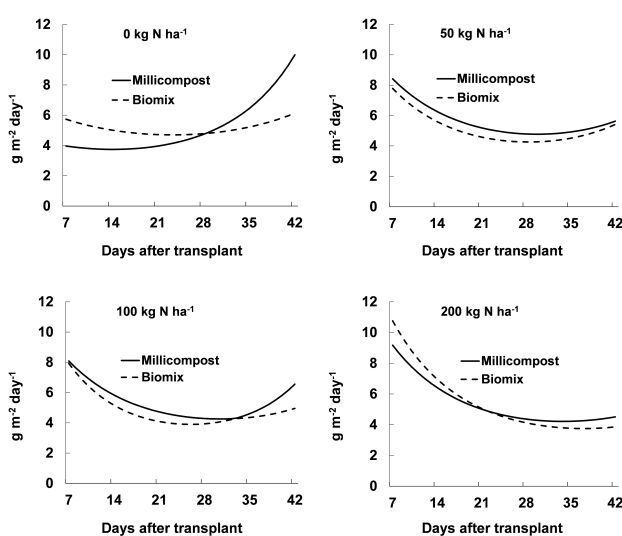 0 kg N ha-1
12
10
8
6
4
2
0
g m-2 day-1
Millicompost
Biomix
7 14 21 28 35 42
Days after transplant
50 kg N ha-1
12
10
8
6
4
2
0
g m-2 day-1
Millicompost
Biomix
7 14 21 28 35 42
Days after transplant
100 kg N ha-1
12
10
8
6
4
2
0
g m-2 day-1
Millicompost
Biomix
7 14 21 28 35 42
Days after transplant
200 kg N ha-1
12
10
8
6
4
2
0
g m-2 day-1
Millicompost
Biomix
7 14 21 28 35 42
Days after transplant